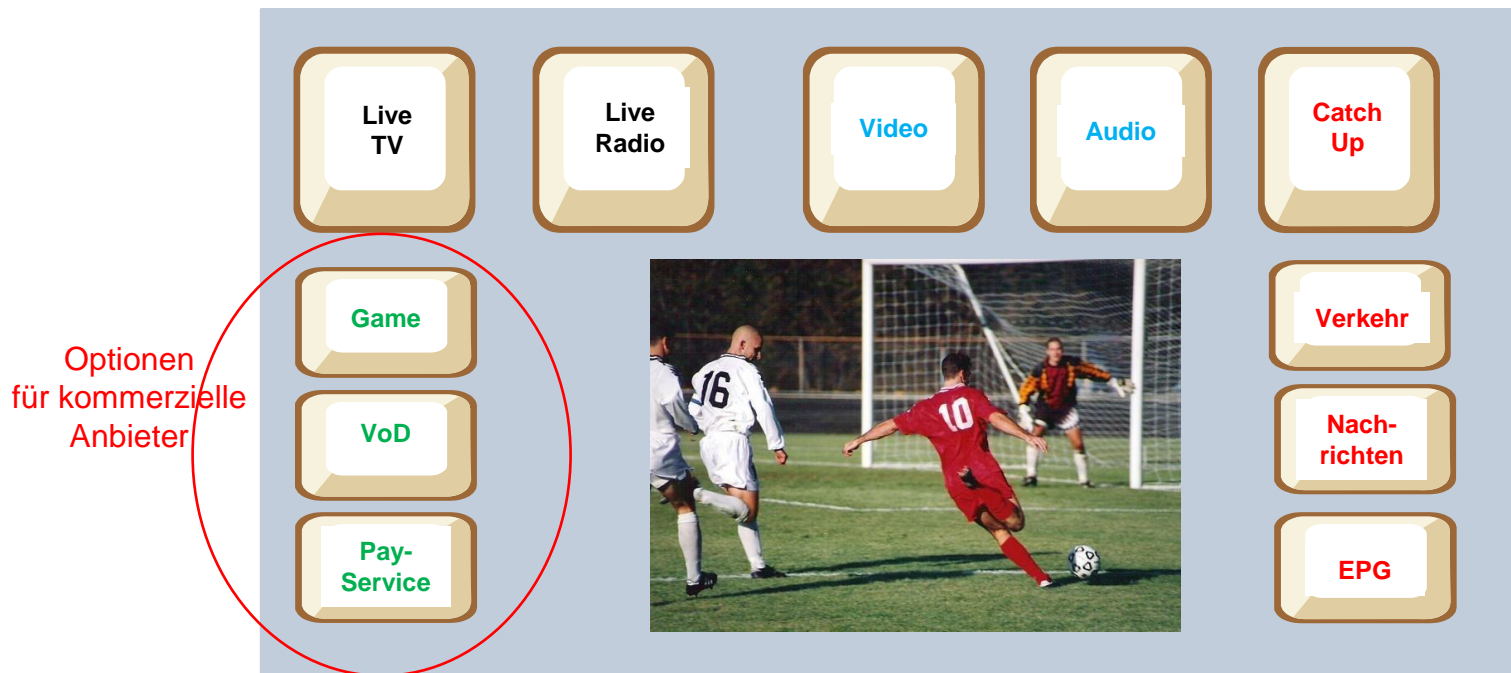 Live
TV
Live
Radio
Video
Audio
Catch
Up
Optionen
für kommerzielle
Anbieter
Game
VoD
Pay-
Service
16
10
Verkehr
Nach-
richten
EPG